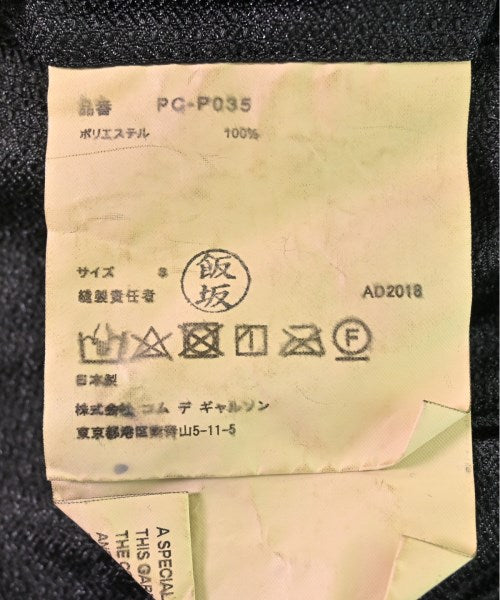 品番 PG-P035
ポリエステル 100%
サイズ S
縫製責任者
飯
坂
AD2018
日本製
株式会社 コム デ ギャルソン
東京都港区南青山5-11-5
A SPECIAL
THIS GAR
THE C
AN